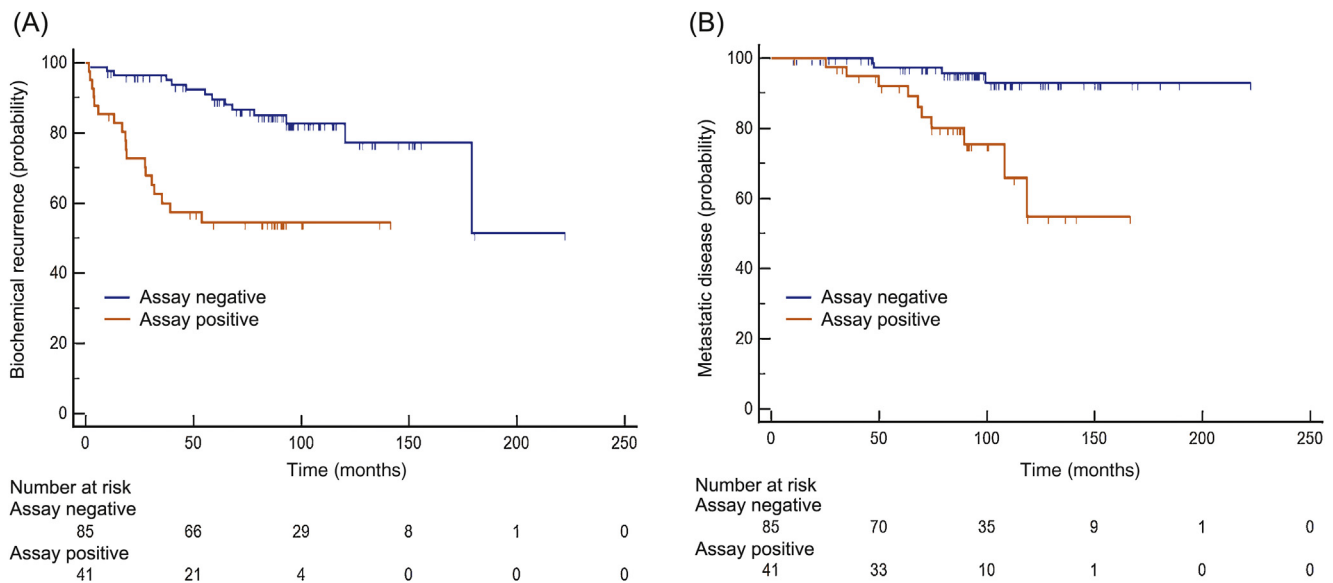 (A)
Biochemical recurrence (probability)
100
80
60
40
20
0
Assay negative
Assay positive
0 50 100 150 200 250
Time (months)
Number at risk
Assay negative
85 66 29 8 1 0
Assay positive
41 21 4 0 0 0
(B)
Metastatic disease (probability)
100
80
60
40
20
0
Assay negative
Assay positive
0 50 100 150 200 250
Time (months)
Number at risk
Assay negative
85 70 35 9 1 0
Assay positive
41 33 10 1 0 0